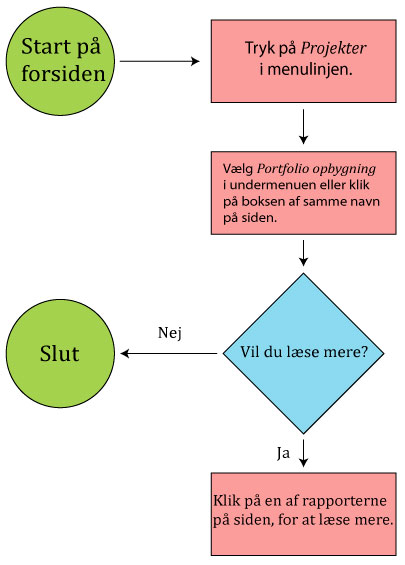 Start på
forsiden
Tryk på Projekter
i menulinjen.
Vælg Portfolio opbygning
i undermenuen eller klik
på boksen af samme navn
på siden.
Vil du læse mere?
Nej
Slut
Ja
Klik på en af rapporterne
på siden, for at læse mere.